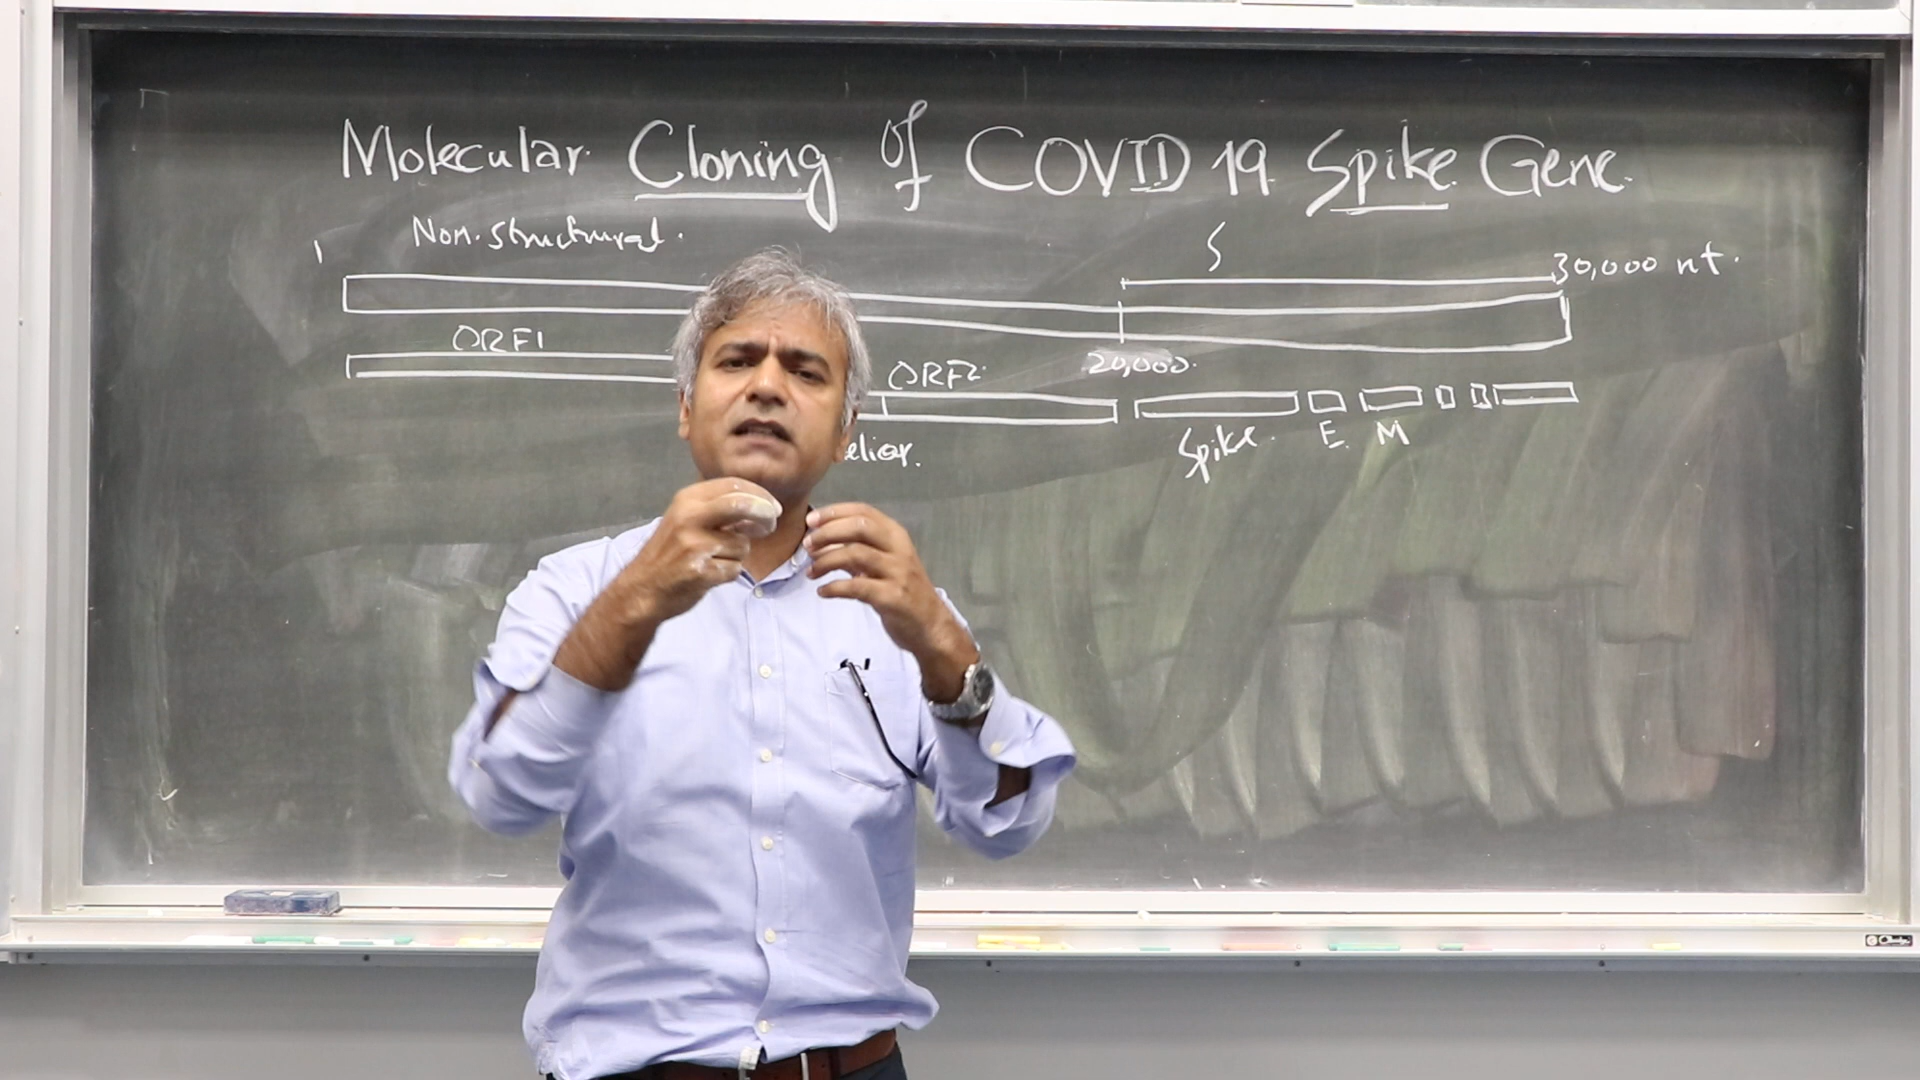 Molecular Cloning of COVID 19 Spike Gene
1 Non-structural. S 30,000 nt.
ORF1 ORF2 20,000.
Spike. E. M